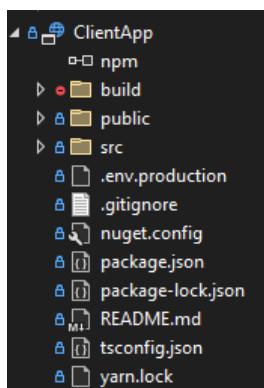 ClientApp
npm
build
public
src
.env.production
.gitignore
nuget.config
package.json
package-lock.json
README.md
tsconfig.json
yarn.lock